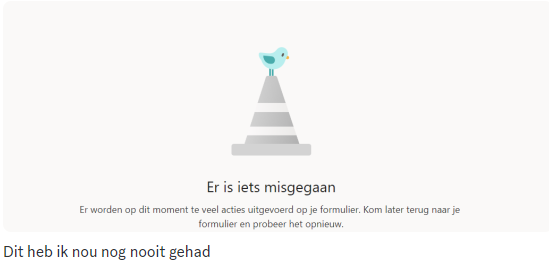 Er is iets misgegaan
Er worden op dit moment te veel acties uitgevoerd op je formulier. Kom later terug naar je
formulier en probeer het opnieuw.
Dit heb ik nou nog nooit gehad